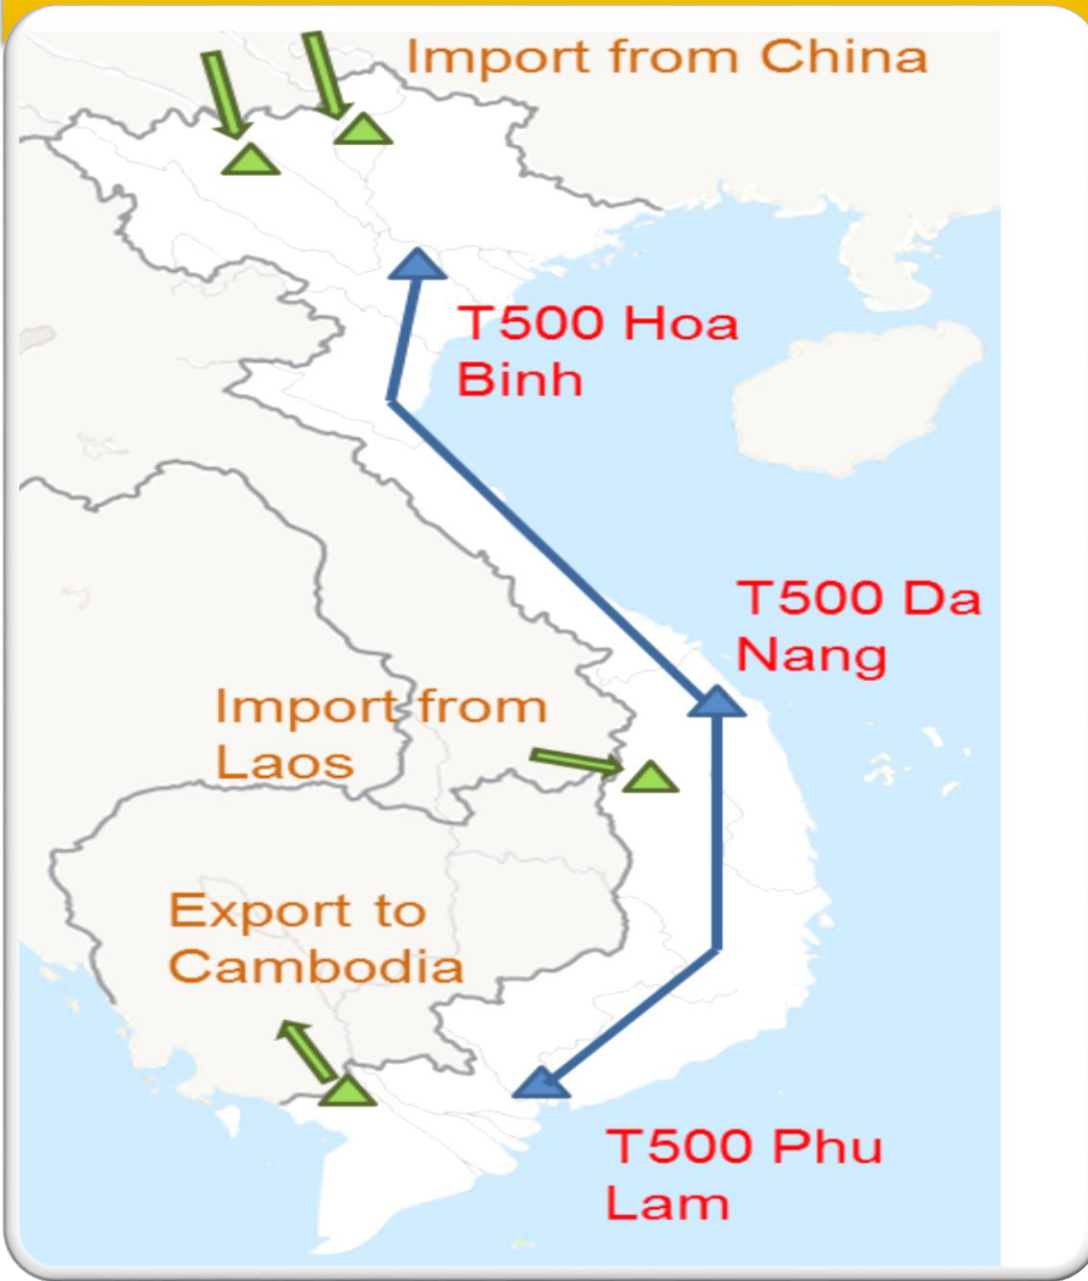 Import from China
T500 Hoa
Binh
T500 Da
Nang
Import from
Laos
Export to
Cambodia
T500 Phu
Lam